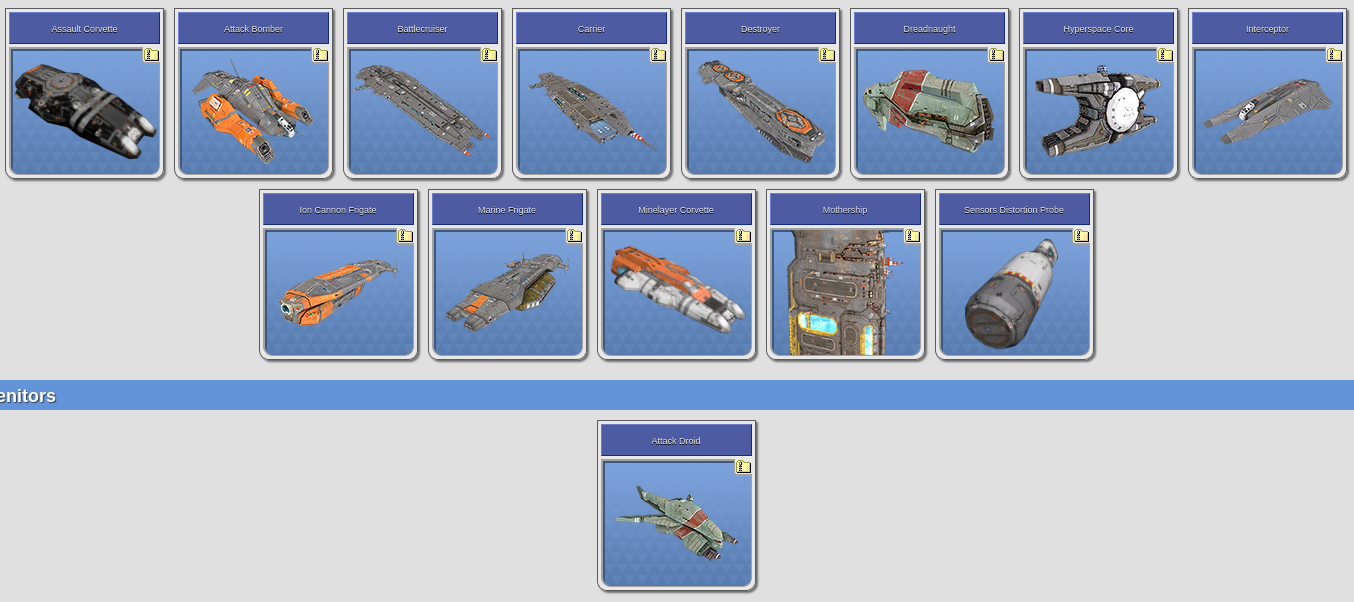 Assault Corvette
Attack Bomber
Battlecruiser
Carrier
Destroyer
Dreadnaught
Hyperspace Core
Interceptor
Ion Cannon Frigate
Marine Frigate
Minelayer Corvette
Mothership
Sensors Distortion Probe
enitors
Attack Droid